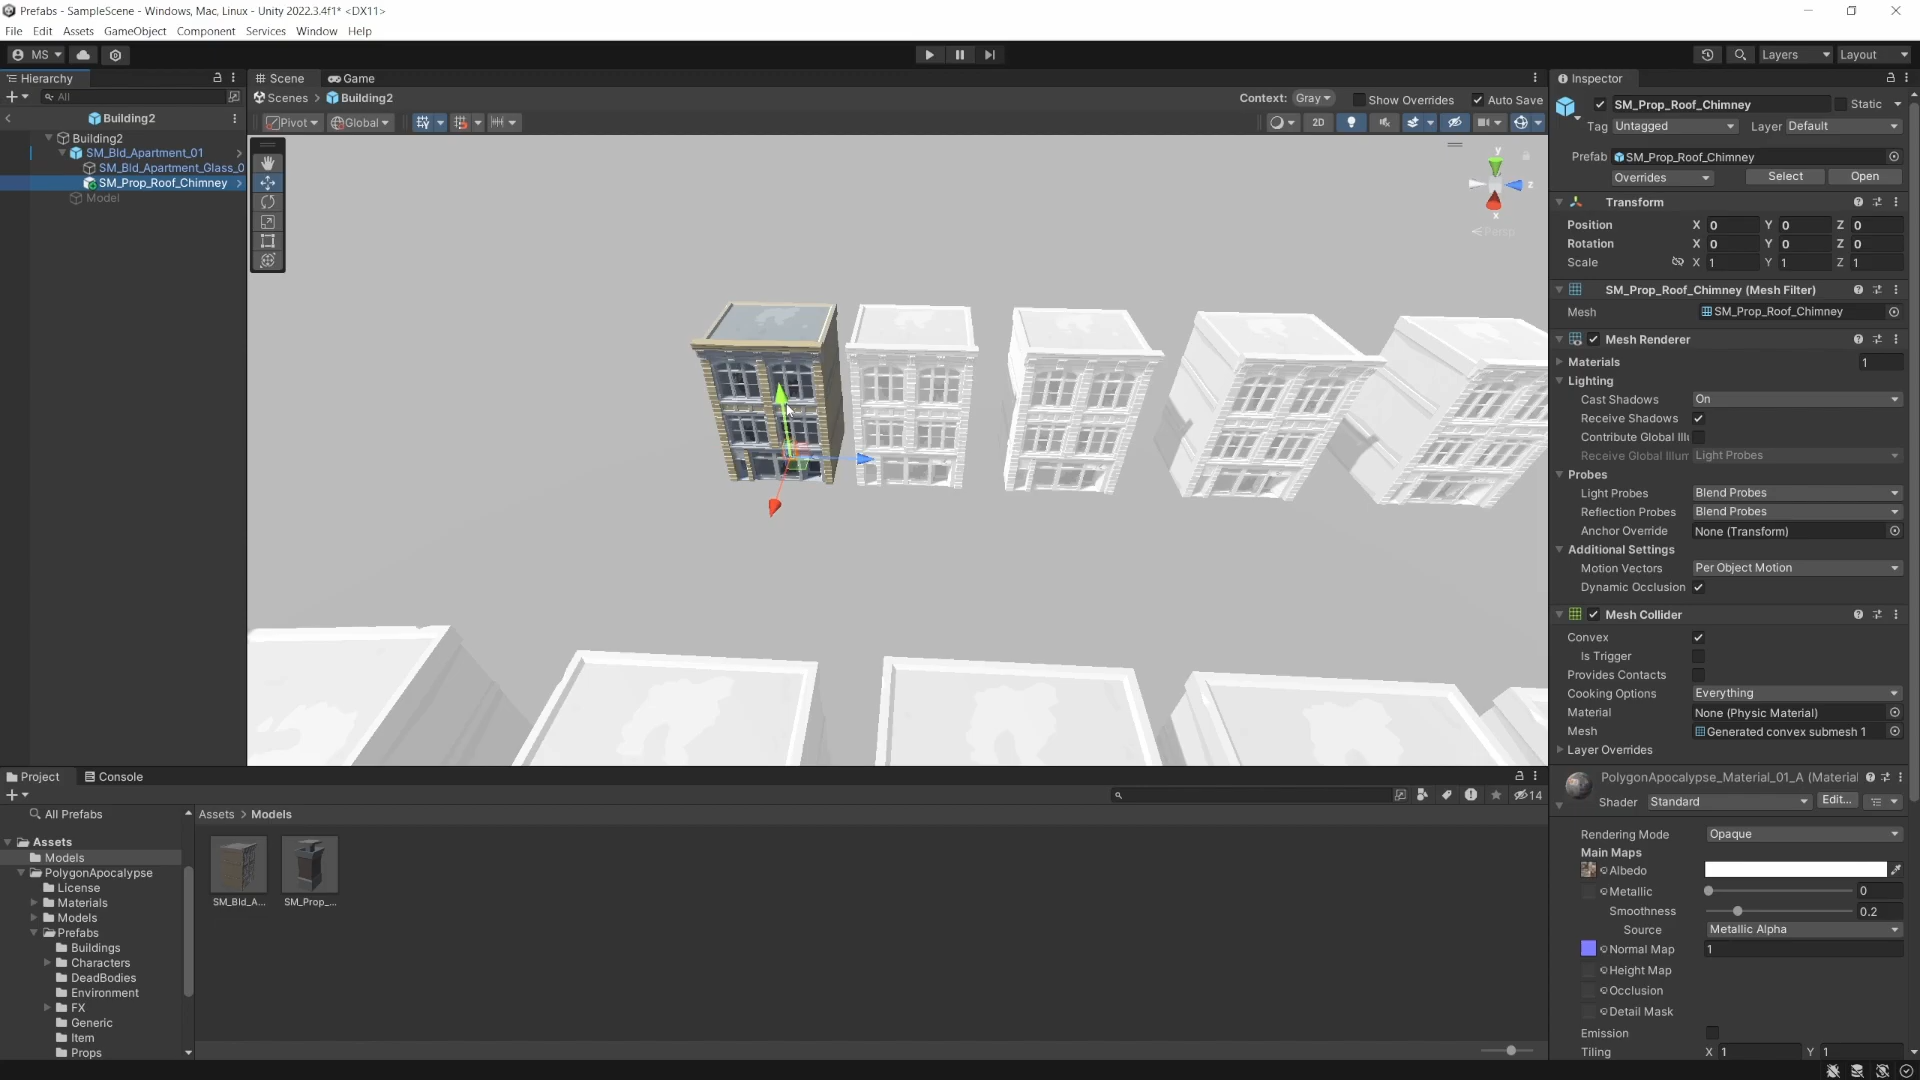 Prefabs - SampleScene - Windows, Mac, Linux - Unity 2022.3.4f1* <DX11>
File Edit Assets GameObject Component Services Window Help
MS Layers Layout
Hierarchy
All
Building2
Building2
SM_Bld_Apartment_01
SM_Bld_Apartment_Glass_0
SM_Prop_Roof_Chimney
Model
Scene Game
Scenes > Building2
Context: Gray Show Overrides Auto Save
Pivot Global 2D
y
z
x
Persp
Inspector
SM_Prop_Roof_Chimney Static
Tag Untagged Layer Default
Prefab SM_Prop_Roof_Chimney
Overrides Select Open
Transform
Position X 0 Y 0 Z 0
Rotation X 0 Y 0 Z 0
Scale X 1 Y 1 Z 1
SM_Prop_Roof_Chimney (Mesh Filter)
Mesh SM_Prop_Roof_Chimney
Mesh Renderer
Materials 1
Lighting
Cast Shadows On
Receive Shadows
Contribute Global Illu
Receive Global Illumi Light Probes
Probes
Light Probes Blend Probes
Reflection Probes Blend Probes
Anchor Override None (Transform)
Additional Settings
Motion Vectors Per Object Motion
Dynamic Occlusion
Mesh Collider
Convex
Is Trigger
Provides Contacts
Cooking Options Everything
Material None (Physic Material)
Mesh Generated convex submesh 1
Layer Overrides
PolygonApocalypse_Material_01_A (Material
Shader Standard Edit...
Rendering Mode Opaque
Main Maps
Albedo
Metallic 0
Smoothness 0.2
Source Metallic Alpha
Normal Map 1
Height Map
Occlusion
Detail Mask
Emission
Tiling X 1 Y 1
Project Console
14
All Prefabs
Assets
Models
PolygonApocalypse
License
Materials
Models
Prefabs
Buildings
Characters
DeadBodies
Environment
FX
Generic
Item
Props
Assets > Models
SM_Bld_A... SM_Prop_...